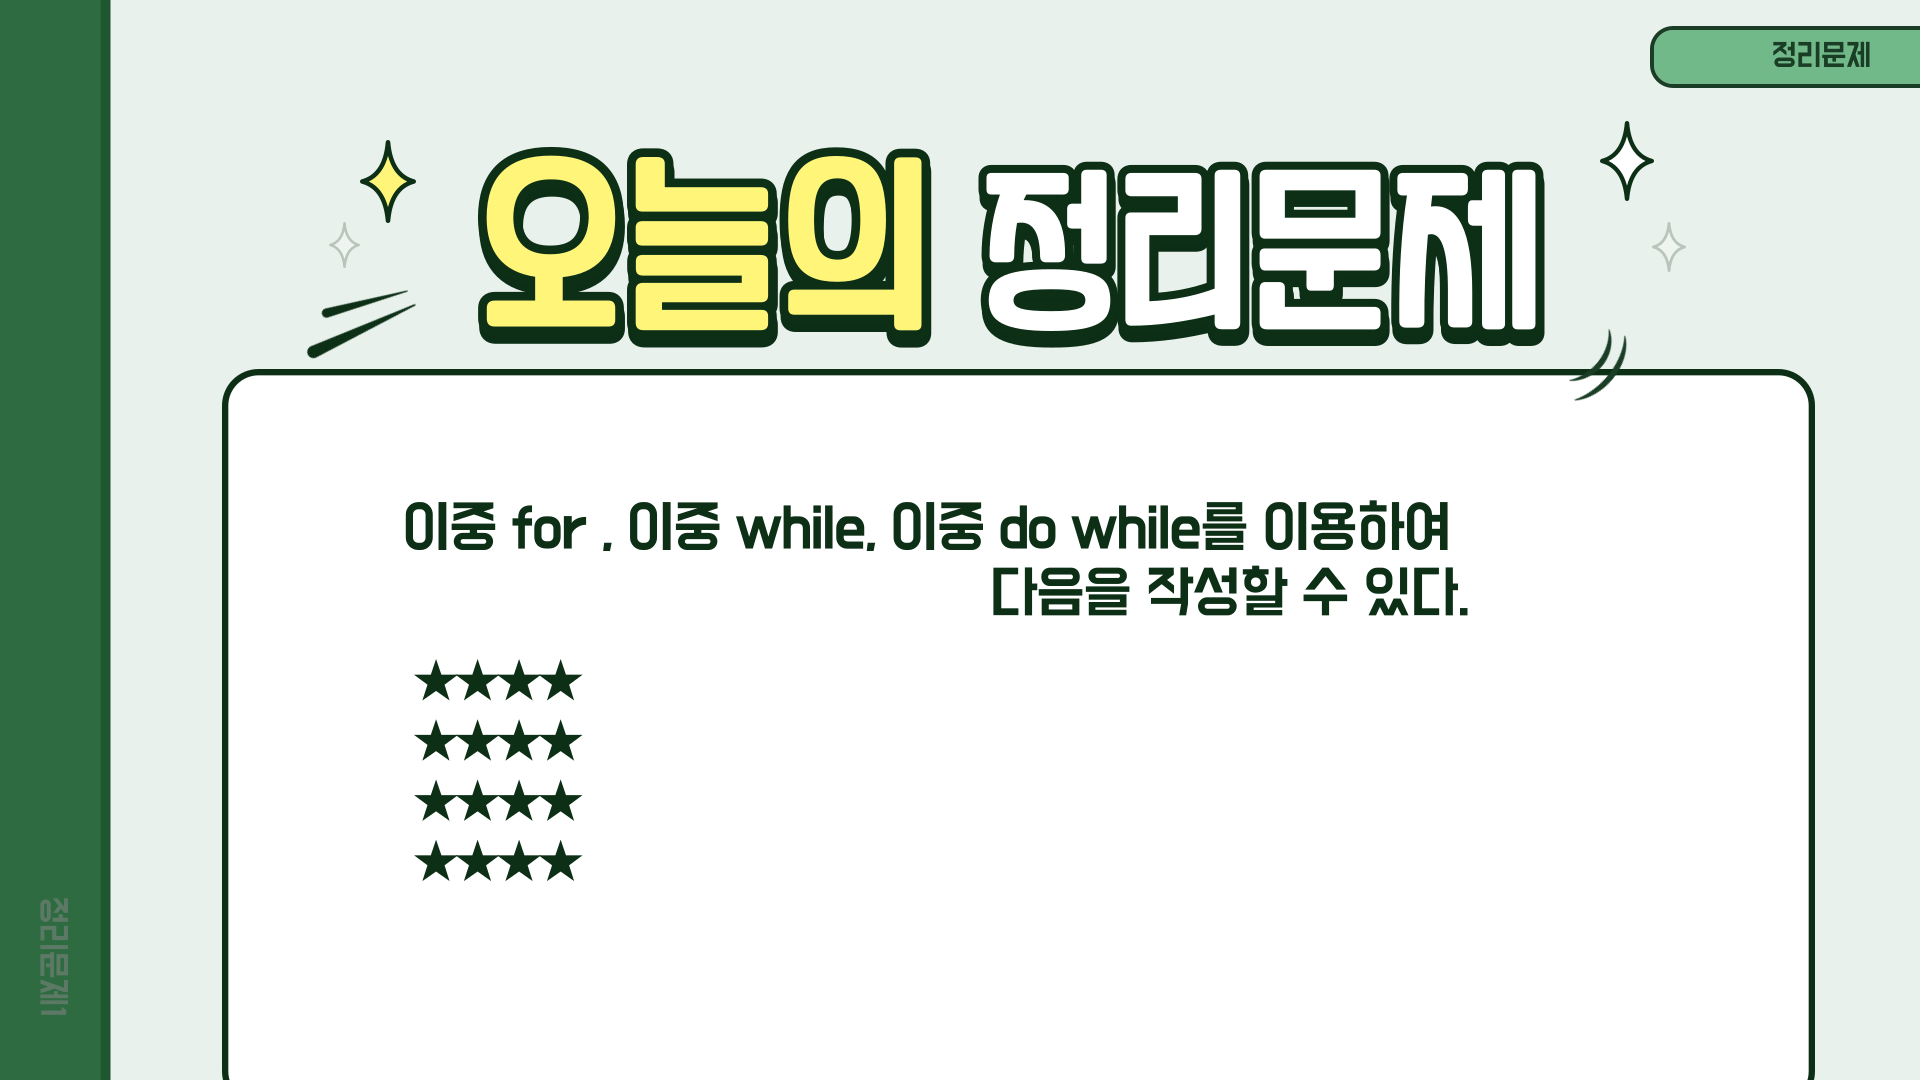 정리문제
오늘의 정리문제
이중 for , 이중 while, 이중 do while를 이용하여
다음을 작성할 수 있다.
★★★★
★★★★
★★★★
★★★★
정리문제1